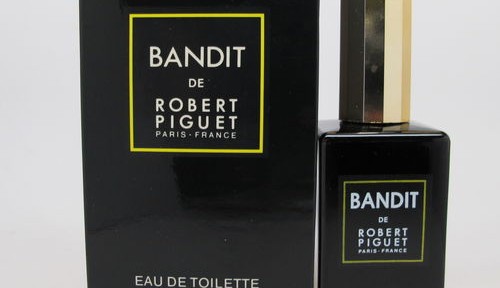 BANDIT
DE
ROBERT
PIGUET
PARIS · FRANCE
EAU DE TOILETTE
BANDIT
DE
ROBERT
PIGUET
PARIS · FRANCE